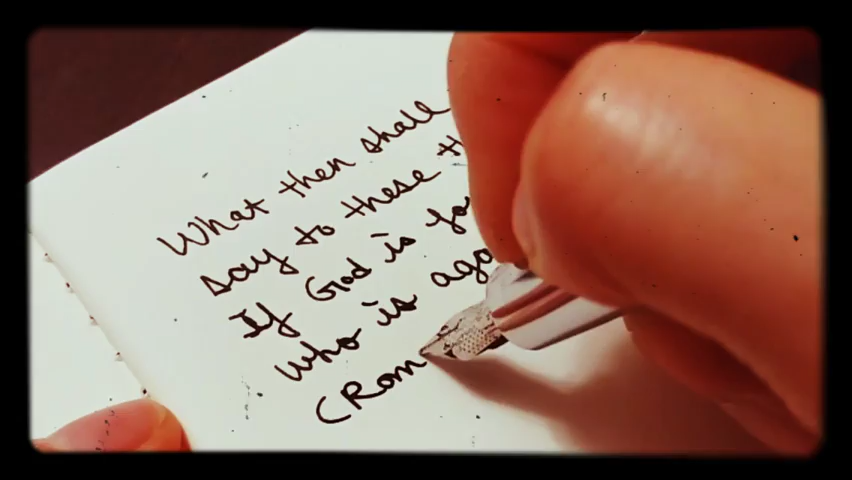 What then shall
say to these
If God is
who is
(Rom